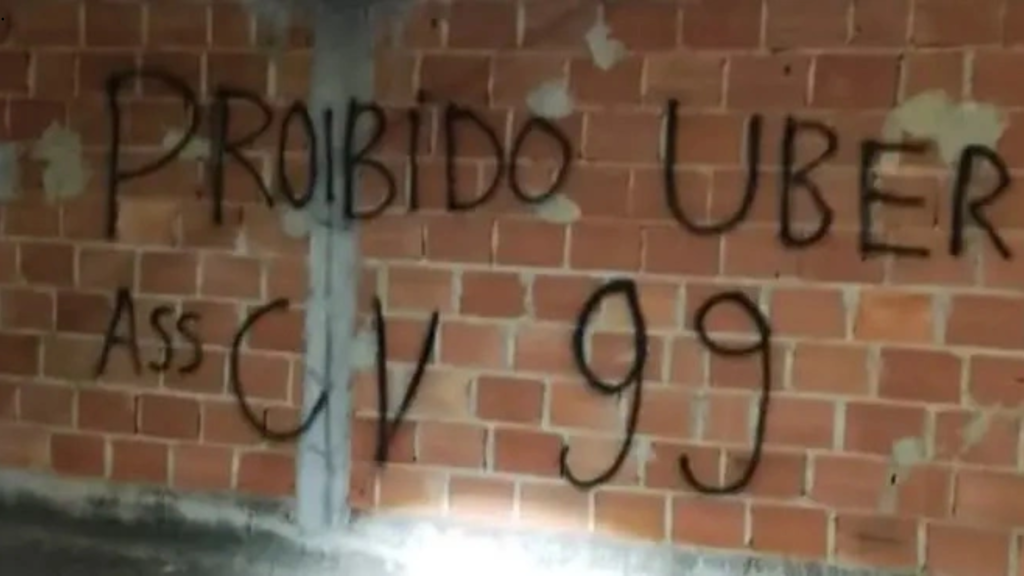 PROIBIDO UBER
ASS CV 99